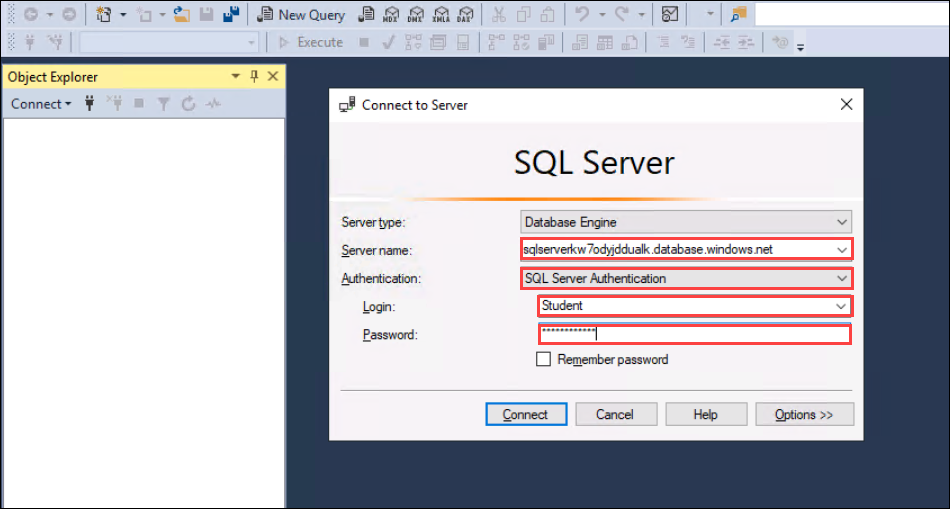 New Query MDX DMX XMLA DAX
Execute
Object Explorer
Connect
Connect to Server
SQL Server
Server type: Database Engine
Server name: sqlserverkw7odyjddualk.database.windows.net
Authentication: SQL Server Authentication
Login: Student
Password: ************
Remember password
Connect Cancel Help Options >>